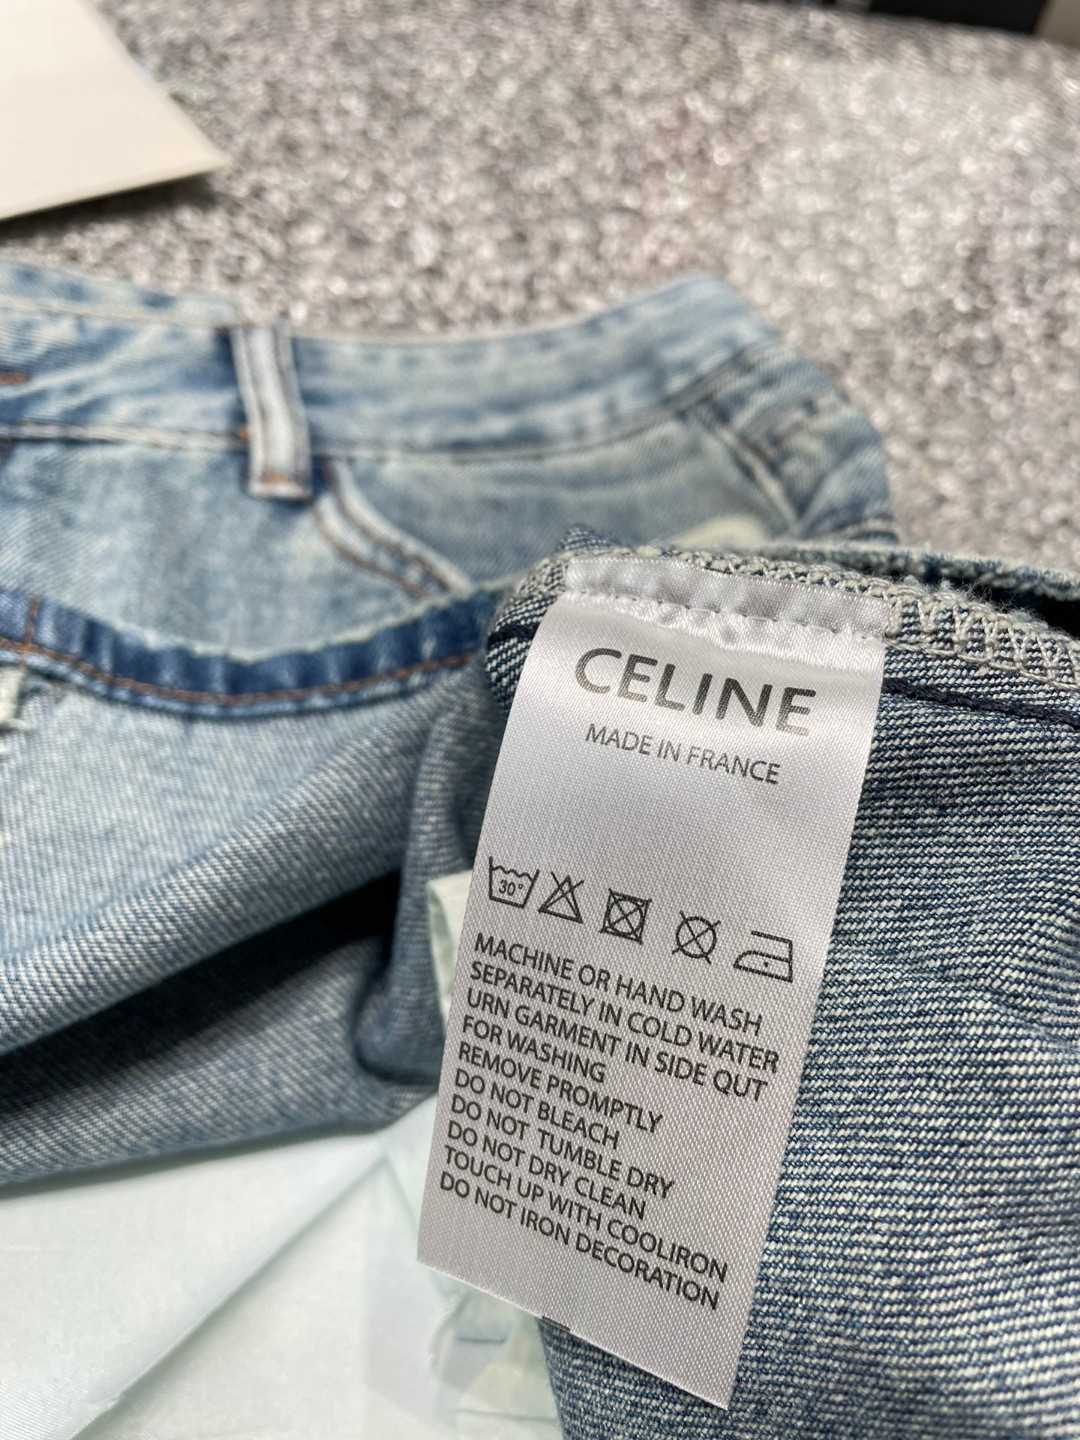 CELINE
MADE IN FRANCE
30°
MACHINE OR HAND WASH
SEPARATELY IN COLD WATER
URN GARMENT IN SIDE QUT
FOR WASHING
REMOVE PROMPTLY
DO NOT BLEACH
DO NOT TUMBLE DRY
DO NOT DRY CLEAN
TOUCH UP WITH COOLIRON
DO NOT IRON DECORATION